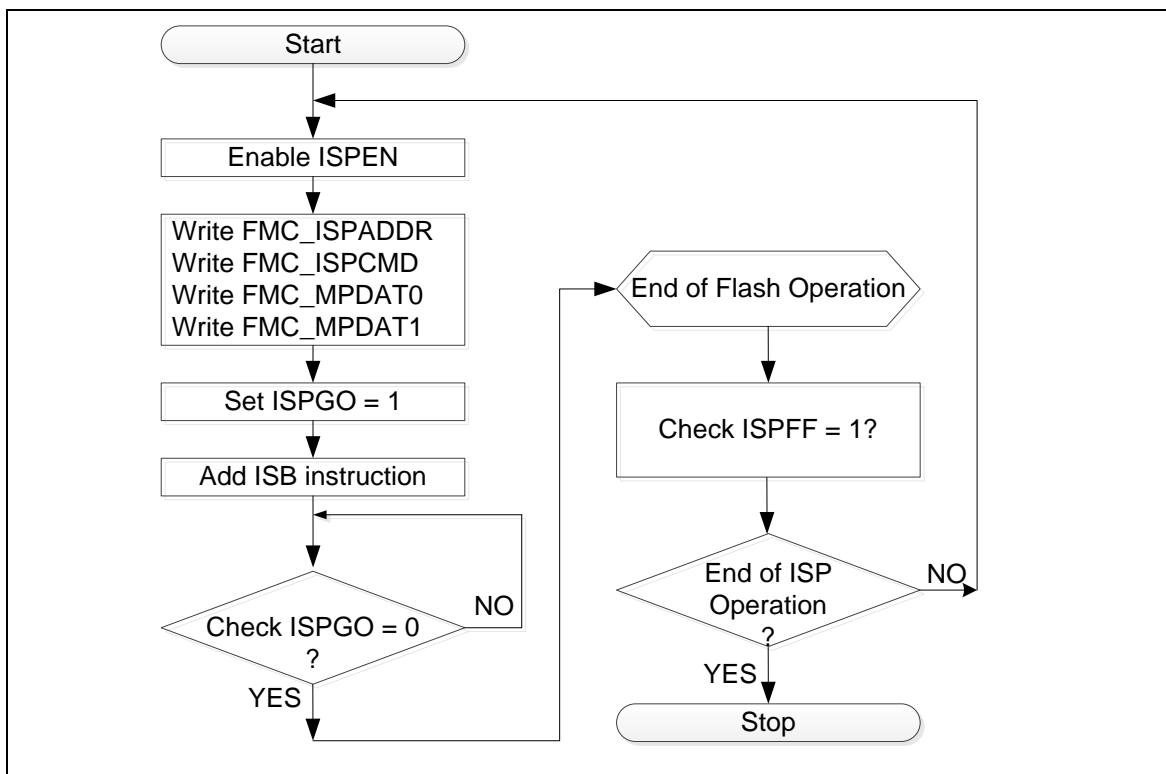 Start
Enable ISPEN
Write FMC_ISPADDR
Write FMC_ISPCMD
Write FMC_MPDAT0
Write FMC_MPDAT1
Set ISPGO = 1
Add ISB instruction
NO
Check ISPGO = 0
?
YES
End of Flash Operation
Check ISPFF = 1?
End of ISP
Operation
?
NO
YES
Stop